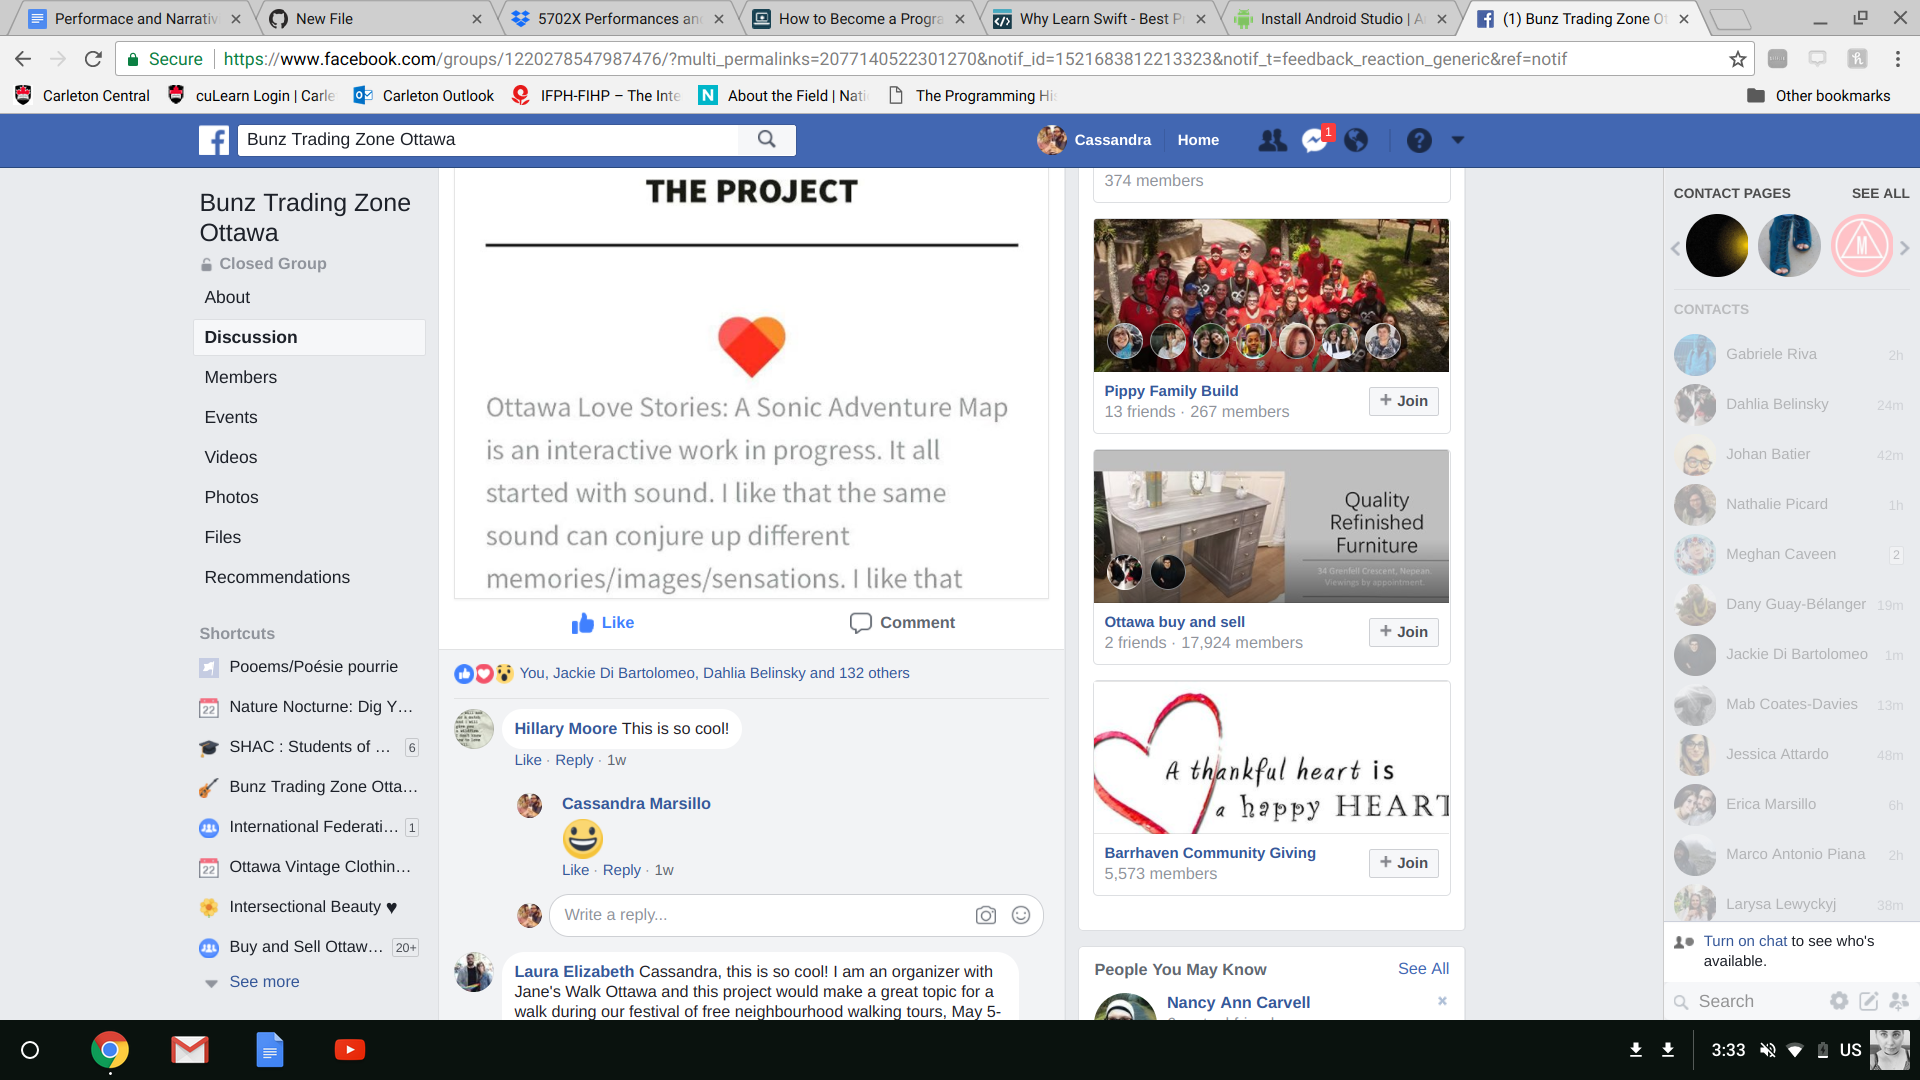 Performace and Narrativ
New File
5702X Performances an
How to Become a Progra
Why Learn Swift - Best P
Install Android Studio | A
(1) Bunz Trading Zone O
Secure
https://www.facebook.com/groups/1220278547987476/?multi_permalinks=2077140522301270&notif_id=1521683812213323&notif_t=feedback_reaction_generic&ref=notif
Carleton Central
cuLearn Login | Carle
Carleton Outlook
IFPH-FIHP – The Inte
N
About the Field | Nati
The Programming His
Other bookmarks
Bunz Trading Zone Ottawa
Cassandra
Home
1
Bunz Trading Zone
Ottawa
Closed Group
About
Discussion
Members
Events
Videos
Photos
Files
Recommendations
Shortcuts
Pooems/Poésie pourrie
22 Nature Nocturne: Dig Y...
SHAC : Students of ... 6
Bunz Trading Zone Otta...
International Federati... 1
22 Ottawa Vintage Clothin...
Intersectional Beauty ♥
Buy and Sell Ottaw... 20+
See more
THE PROJECT
Ottawa Love Stories: A Sonic Adventure Map
is an interactive work in progress. It all
started with sound. I like that the same
sound can conjure up different
memories/images/sensations. I like that
Like
Comment
You, Jackie Di Bartolomeo, Dahlia Belinsky and 132 others
Hillary Moore This is so cool!
Like · Reply · 1w
Cassandra Marsillo
Like · Reply · 1w
Write a reply...
Laura Elizabeth Cassandra, this is so cool! I am an organizer with
Jane's Walk Ottawa and this project would make a great topic for a
walk during our festival of free neighbourhood walking tours, May 5-
374 members
Pippy Family Build
13 friends · 267 members
+ Join
Quality
Refinished
Furniture
34 Grenfell Crescent, Nepean.
Viewings by appointment.
Ottawa buy and sell
2 friends · 17,924 members
+ Join
A thankful heart is
a happy HEART
Barrhaven Community Giving
5,573 members
+ Join
People You May Know
See All
Nancy Ann Carvell
CONTACT PAGES
SEE ALL
M
CONTACTS
Gabriele Riva 2h
Dahlia Belinsky 24m
Johan Batier 42m
Nathalie Picard 1h
Meghan Caveen 2
Dany Guay-Bélanger 19m
Jackie Di Bartolomeo 1m
Mab Coates-Davies 13m
Jessica Attardo 48m
Erica Marsillo 6h
Marco Antonio Piana 2h
Larysa Lewyckyj 38m
Turn on chat to see who's
available.
Search
3:33
US